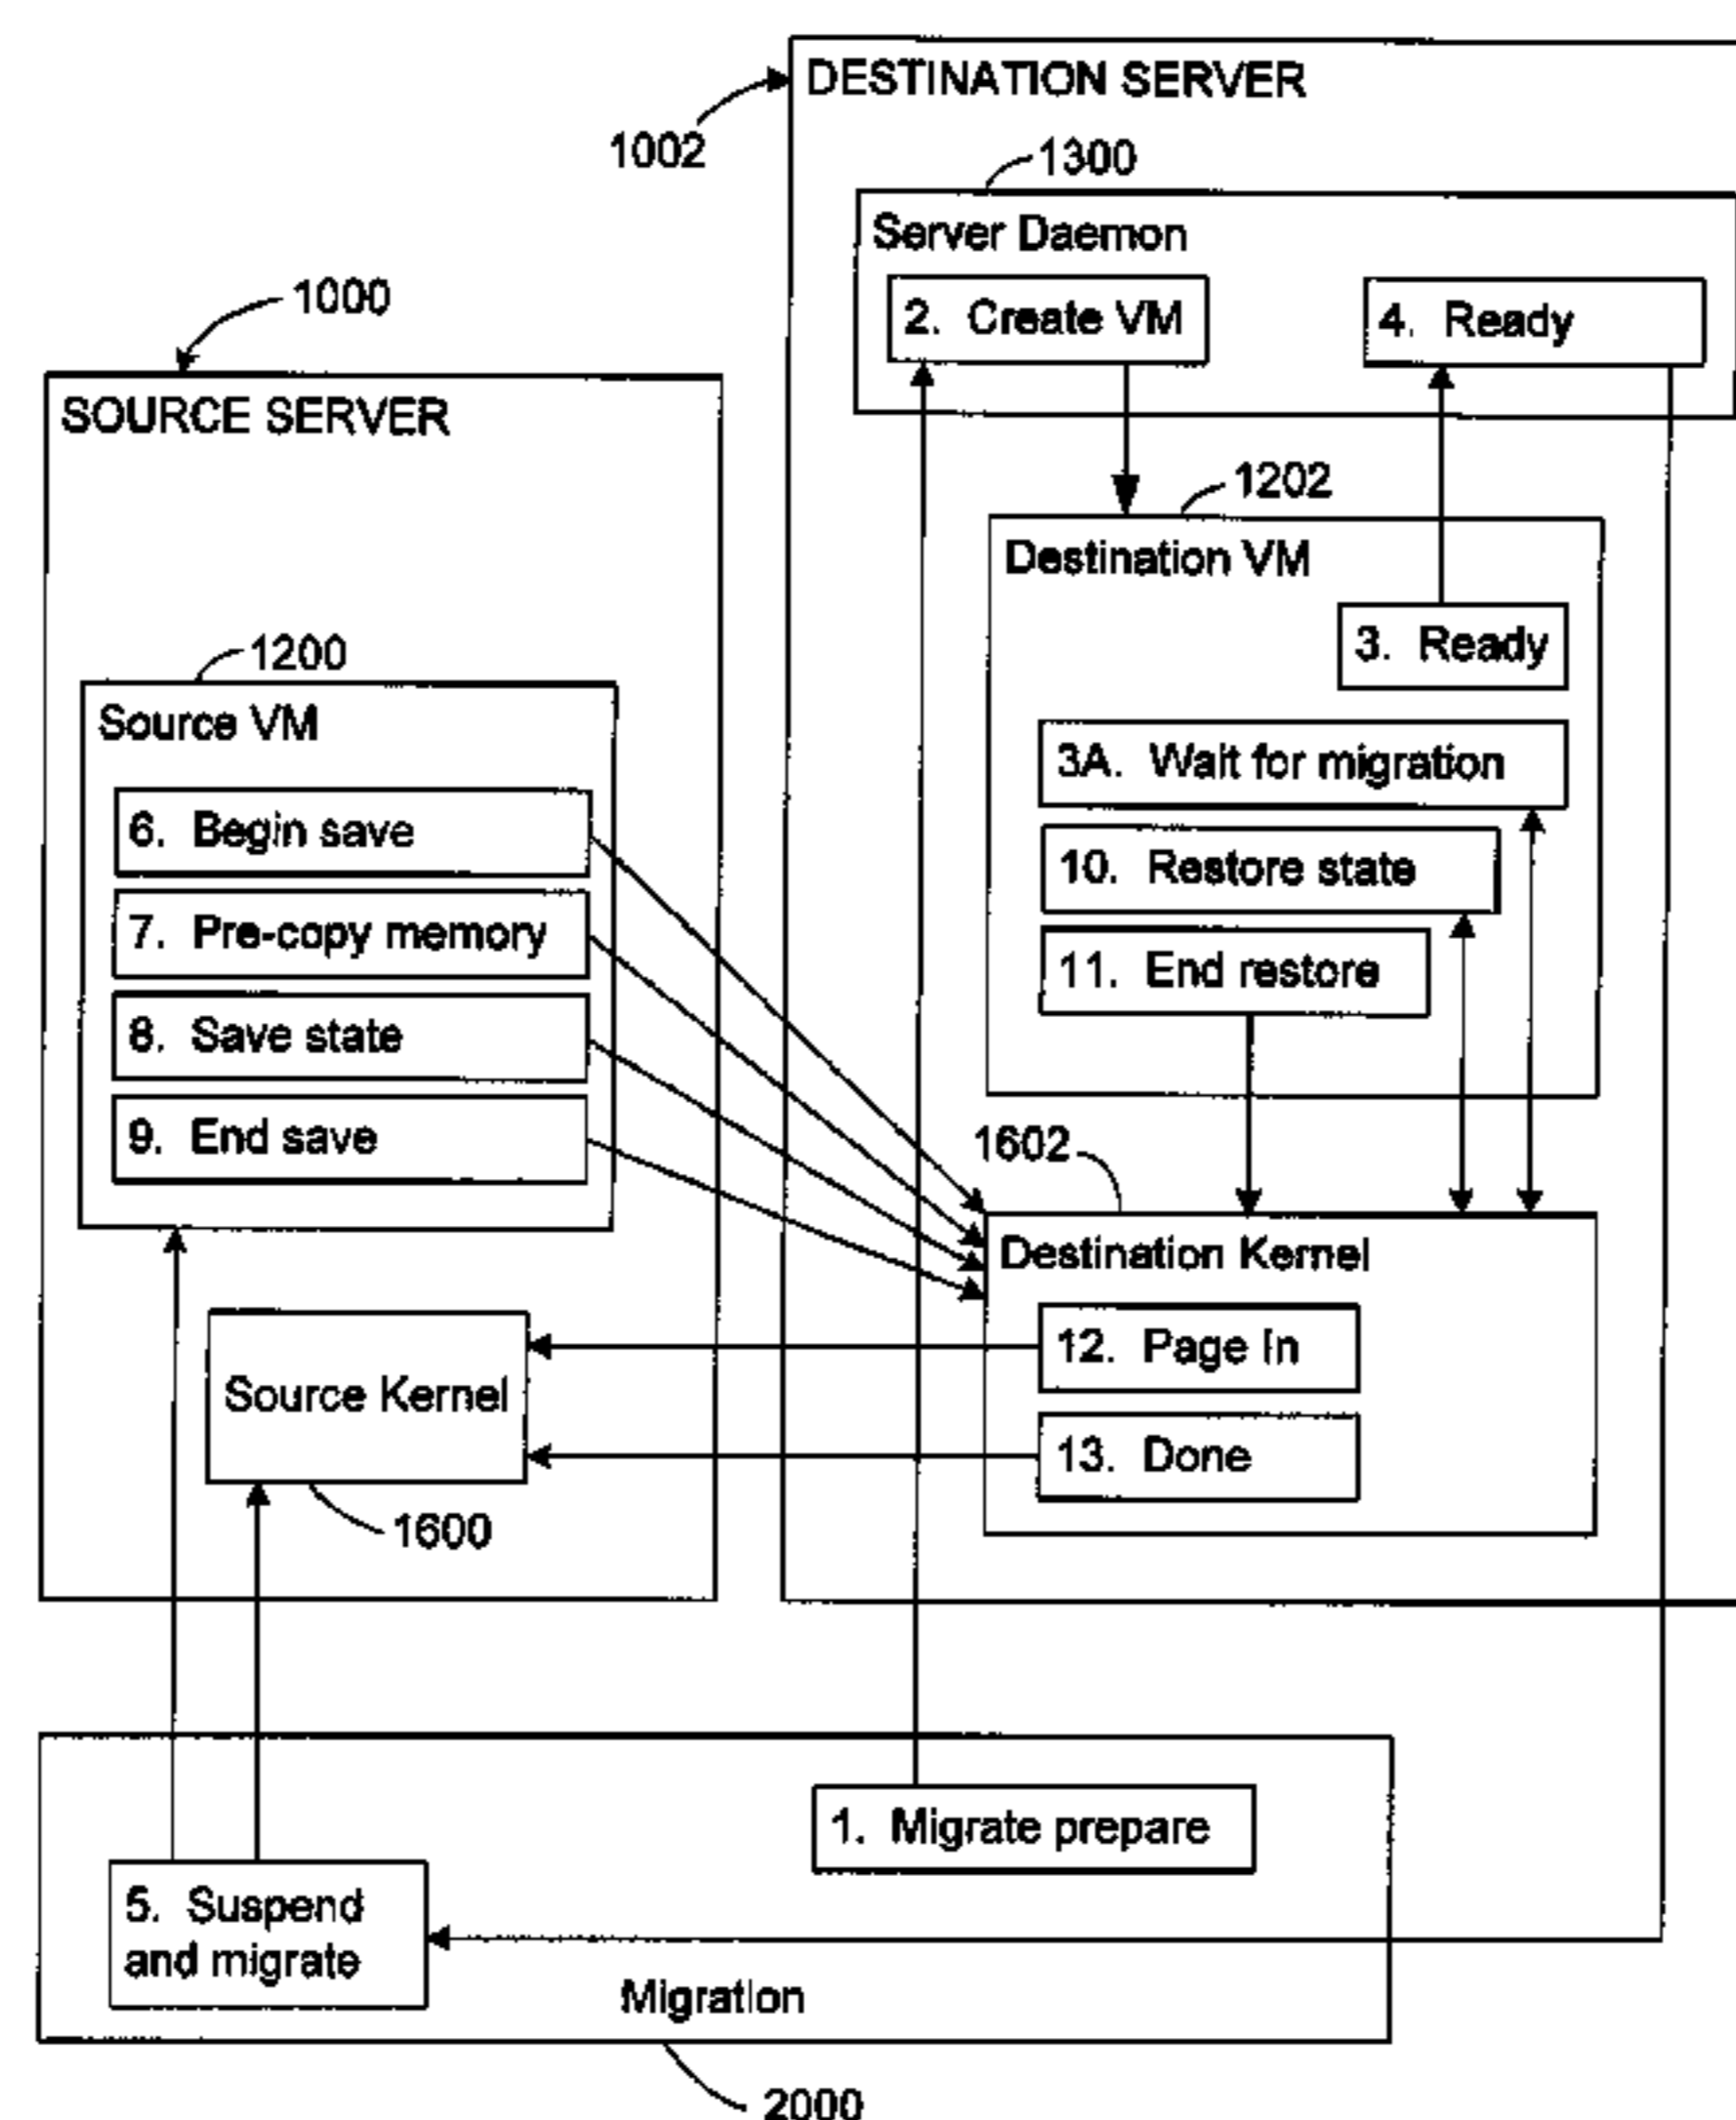 DESTINATION SERVER
1002
1300
Server Daemon
2. Create VM
4. Ready
1000
SOURCE SERVER
1202
Destination VM
3. Ready
1200
Source VM
3A. Wait for migration
6. Begin save
10. Restore state
7. Pre-copy memory
11. End restore
8. Save state
9. End save
1602
Destination Kernel
12. Page In
Source Kernel
13. Done
1600
1. Migrate prepare
5. Suspend
and migrate
Migration
2000